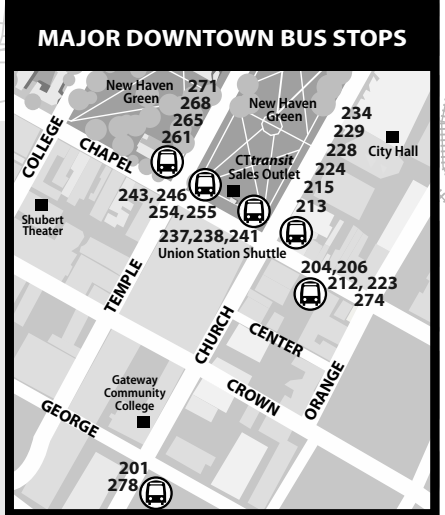 MAJOR DOWNTOWN BUS STOPS
New Haven
Green
271
268
265
261
New Haven
Green
234
229
228
224
215
213
City Hall
COLLEGE
CHAPEL
CTtransit
Sales Outlet
243, 246
254, 255
Shubert
Theater
237,238,241
Union Station Shuttle
204,206
212, 223
274
TEMPLE
CHURCH
CENTER
ORANGE
Gateway
Community
College
CROWN
GEORGE
201
278